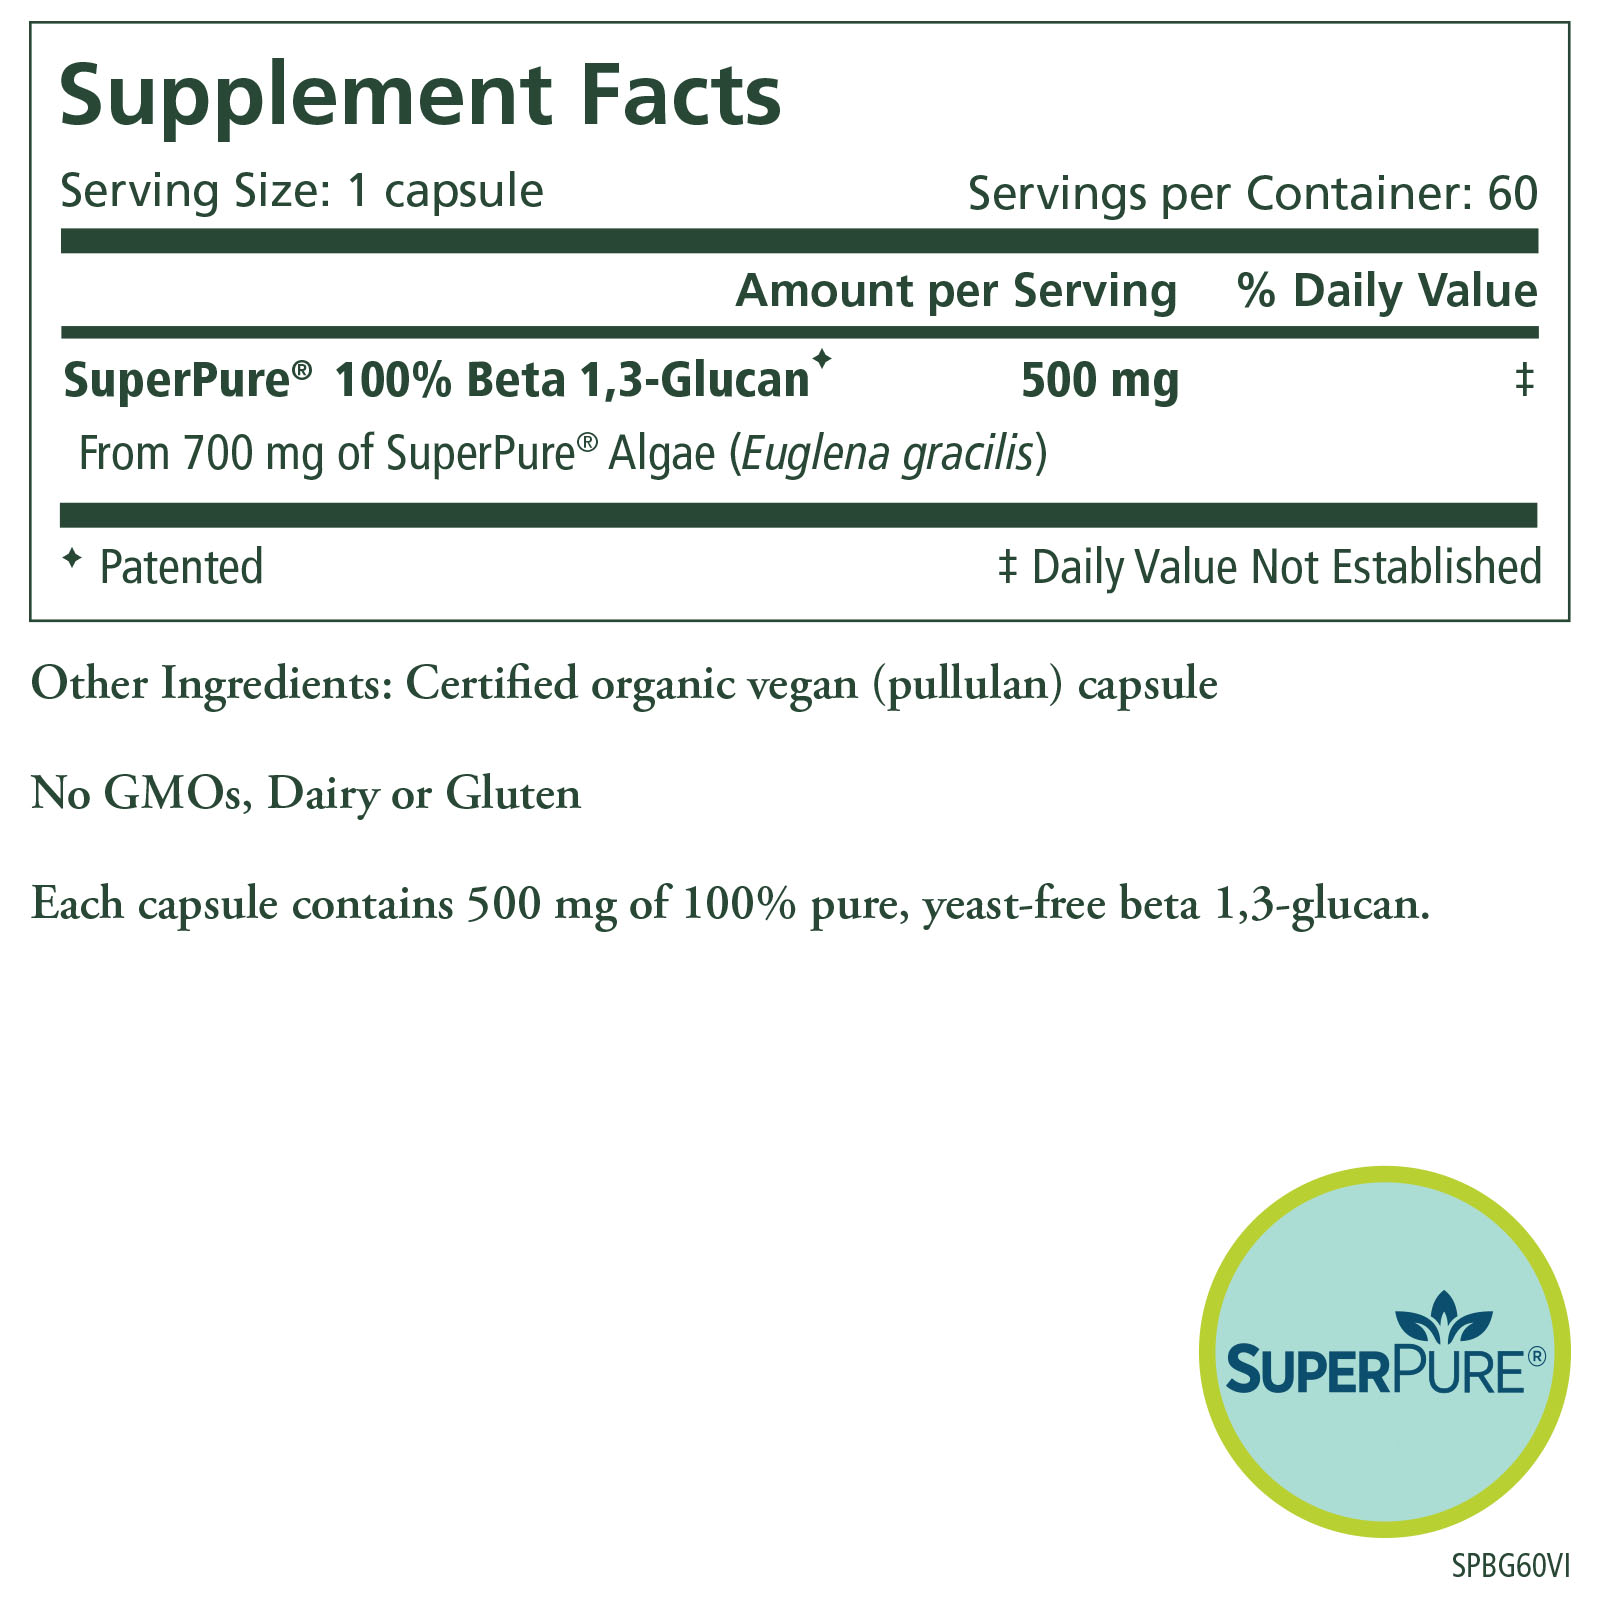 Supplement Facts
Serving Size: 1 capsule
Servings per Container: 60
Amount per Serving % Daily Value
SuperPure® 100% Beta 1,3-Glucan✦ 500 mg ‡
From 700 mg of SuperPure® Algae (Euglena gracilis)
✦ Patented
‡ Daily Value Not Established
Other Ingredients: Certified organic vegan (pullulan) capsule
No GMOs, Dairy or Gluten
Each capsule contains 500 mg of 100% pure, yeast-free beta 1,3-glucan.
SUPERPURE®
SPBG60VI